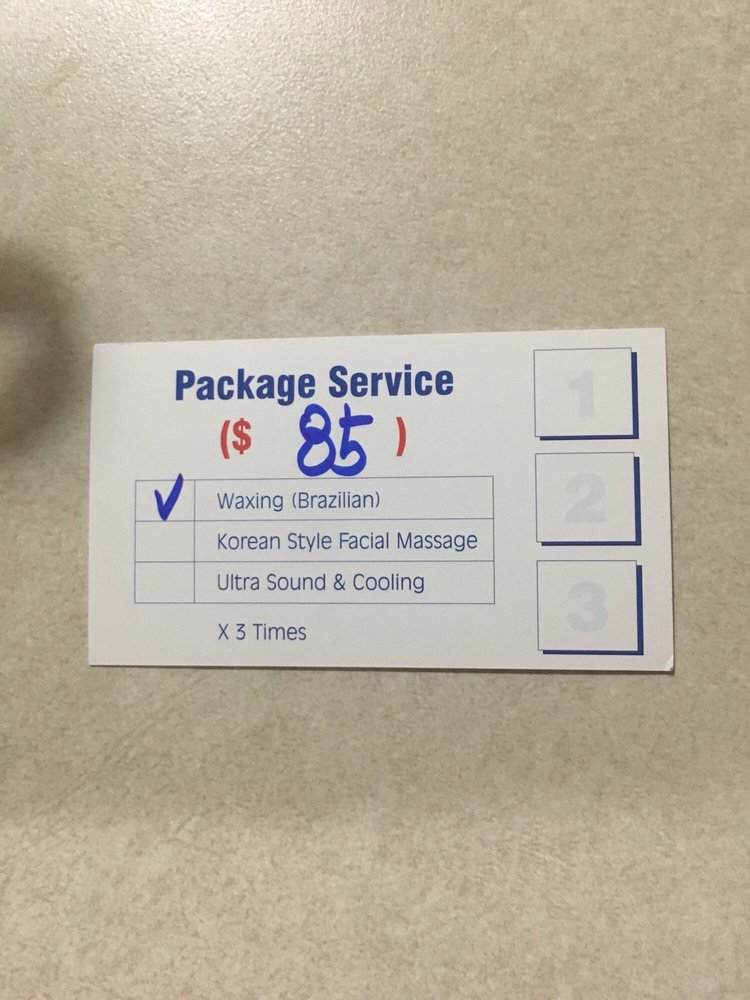 Package Service
($ 85 )
✓ Waxing (Brazilian)
Korean Style Facial Massage
Ultra Sound & Cooling
X 3 Times
1
2
3